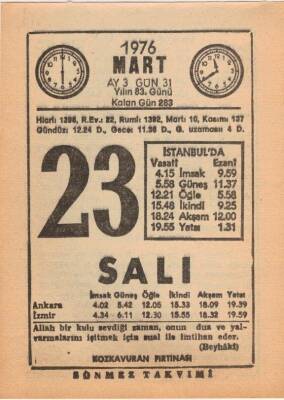 1976
MART
AY 3 GÜN 31
Yılın 83. Günü
Kalan Gün 283
Hicrî 1396, R.Ev.: 22, Rumî: 1392, Mart: 10, Kasım: 137
Gündüz: 12.24 D., Gece: 11.36 D., G. uzaması 4 D.
23
İSTANBUL'DA
Vasatî Ezanî
4.15 İmsak 9.59
5.58 Güneş 11.37
12.21 Öğle 5.58
15.48 İkindi 9.25
18.24 Akşam 12.00
19.55 Yatsı 1.31
SALI
İmsak Güneş Öğle İkindi Akşam Yatsı
Ankara 4.02 5.42 12.05 15.33 18.09 19.39
İzmir 4.34 6.11 12.30 15.55 18.32 19.59
Allah bir kulu sevdiği zaman, onun dua ve yal-
varmalarını işitmek için sual ile imtihan eder.
(Beyhâkî)
KOZKAVURAN FIRTINASI
SÖNMEZ TAKVİMİ